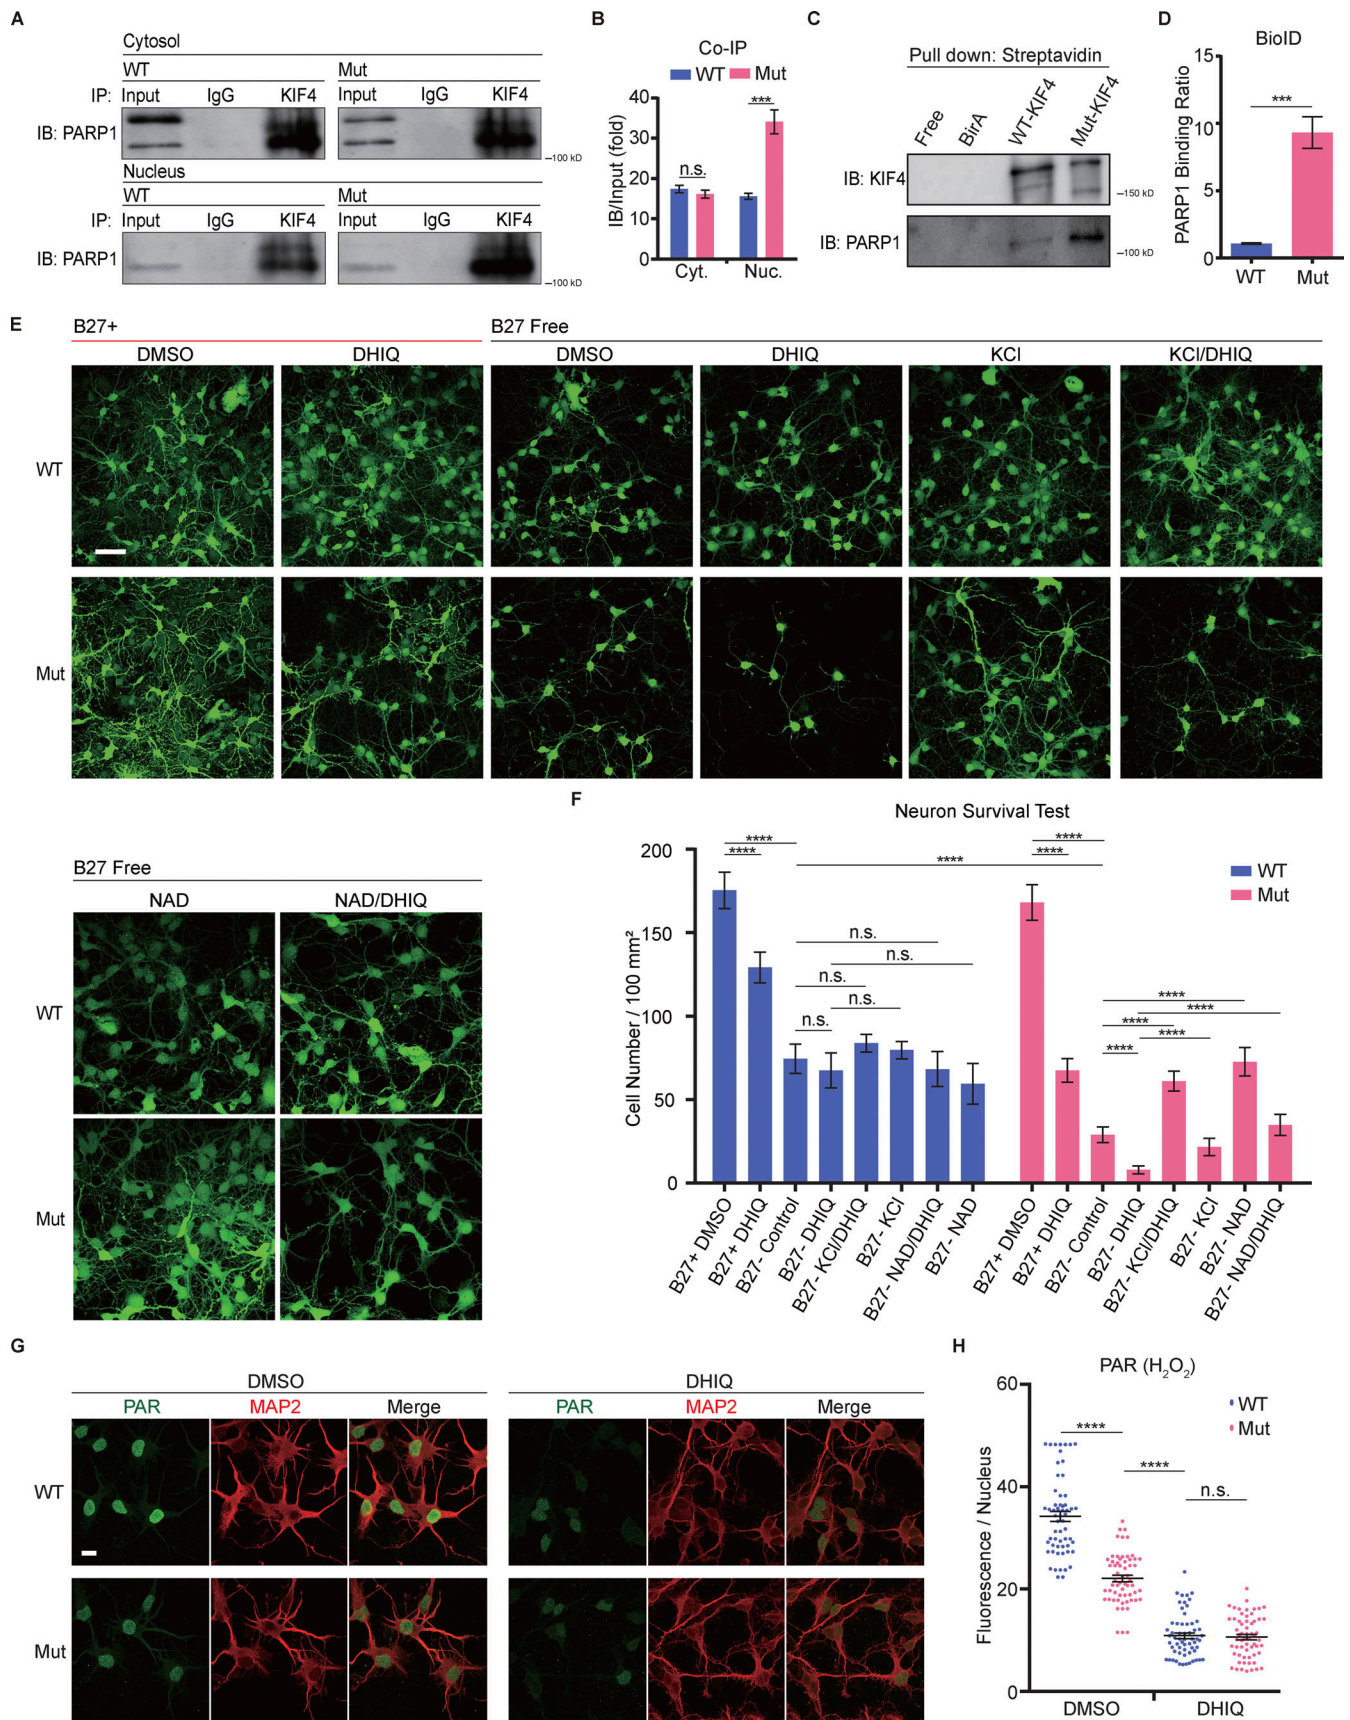 A
Cytosol
WT Mut
IP: Input IgG KIF4 Input IgG KIF4
IB: PARP1
–100 kD
Nucleus
WT Mut
IP: Input IgG KIF4 Input IgG KIF4
IB: PARP1
–100 kD
B
Co-IP
WT Mut
IB/Input (fold)
40
30
20
10
0
n.s.
***
Cyt. Nuc.
C
Pull down: Streptavidin
Free BirA WT-KIF4 Mut-KIF4
IB: KIF4
–150 kD
IB: PARP1
–100 kD
D
BioID
PARP1 Binding Ratio
15
10
5
0
***
WT Mut
E
B27+ B27 Free
DMSO DHIQ DMSO DHIQ KCl KCl/DHIQ
WT
Mut
B27 Free
NAD NAD/DHIQ
WT
Mut
F
Neuron Survival Test
WT
Mut
Cell Number / 100 mm²
200
150
100
50
0
**** ****
**** ****
****
n.s.
n.s.
n.s.
n.s.
n.s.
****
****
****
****
****
B27+ DMSO
B27+ DHIQ
B27- Control
B27- DHIQ
B27- KCl/DHIQ
B27- KCl
B27- NAD/DHIQ
B27- NAD
B27+ DMSO
B27+ DHIQ
B27- Control
B27- DHIQ
B27- KCl/DHIQ
B27- KCl
B27- NAD
B27- NAD/DHIQ
G
DMSO DHIQ
PAR MAP2 Merge PAR MAP2 Merge
WT
Mut
H
PAR (H₂O₂)
WT
Mut
Fluorescence / Nucleus
60
40
20
0
****
****
n.s.
DMSO DHIQ